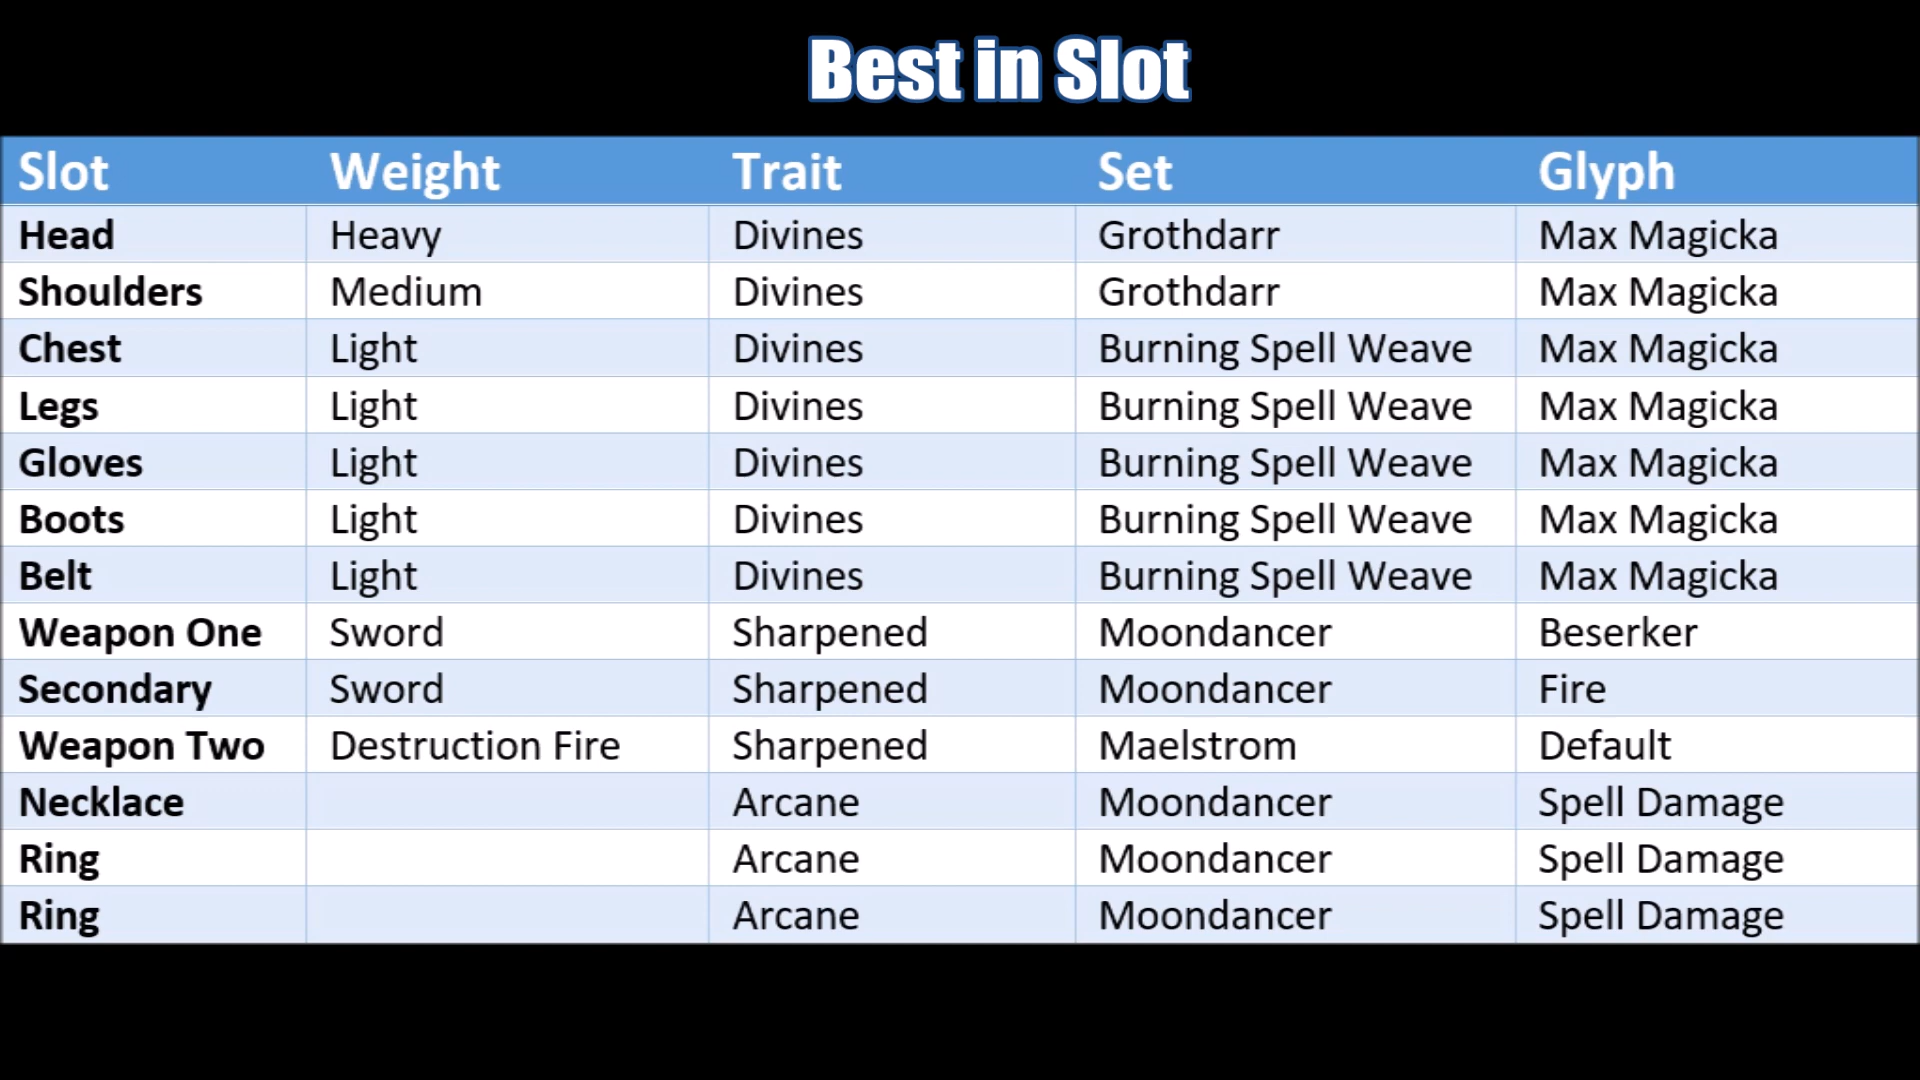 Best in Slot
Slot Weight Trait Set Glyph
Head Heavy Divines Grothdarr Max Magicka
Shoulders Medium Divines Grothdarr Max Magicka
Chest Light Divines Burning Spell Weave Max Magicka
Legs Light Divines Burning Spell Weave Max Magicka
Gloves Light Divines Burning Spell Weave Max Magicka
Boots Light Divines Burning Spell Weave Max Magicka
Belt Light Divines Burning Spell Weave Max Magicka
Weapon One Sword Sharpened Moondancer Beserker
Secondary Sword Sharpened Moondancer Fire
Weapon Two Destruction Fire Sharpened Maelstrom Default
Necklace Arcane Moondancer Spell Damage
Ring Arcane Moondancer Spell Damage
Ring Arcane Moondancer Spell Damage